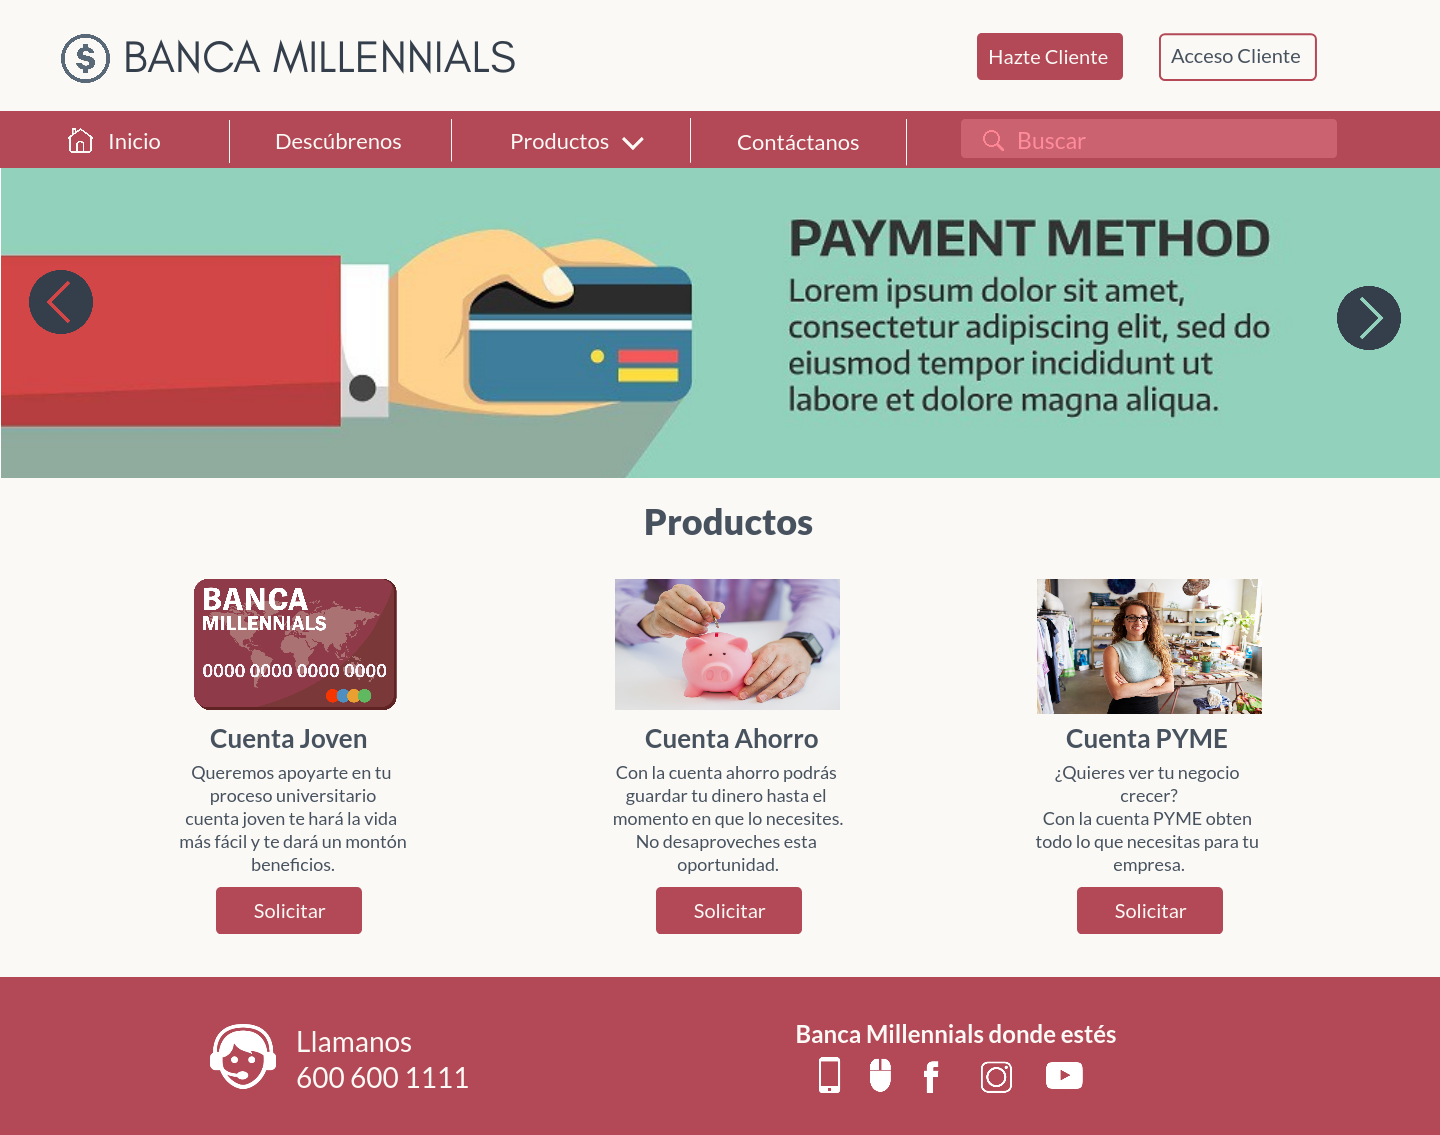 BANCA MILLENNIALS
Hazte Cliente
Acceso Cliente
Inicio
Descúbrenos
Productos
Contáctanos
Buscar
PAYMENT METHOD
Lorem ipsum dolor sit amet,
consectetur adipiscing elit, sed do
eiusmod tempor incididunt ut
labore et dolore magna aliqua.
Productos
BANCA
MILLENNIALS
0000 0000 0000 0000
Cuenta Joven
Queremos apoyarte en tu
proceso universitario
cuenta joven te hará la vida
más fácil y te dará un montón
beneficios.
Solicitar
Cuenta Ahorro
Con la cuenta ahorro podrás
guardar tu dinero hasta el
momento en que lo necesites.
No desaproveches esta
oportunidad.
Solicitar
Cuenta PYME
¿Quieres ver tu negocio
crecer?
Con la cuenta PYME obten
todo lo que necesitas para tu
empresa.
Solicitar
Llamanos
600 600 1111
Banca Millennials donde estés